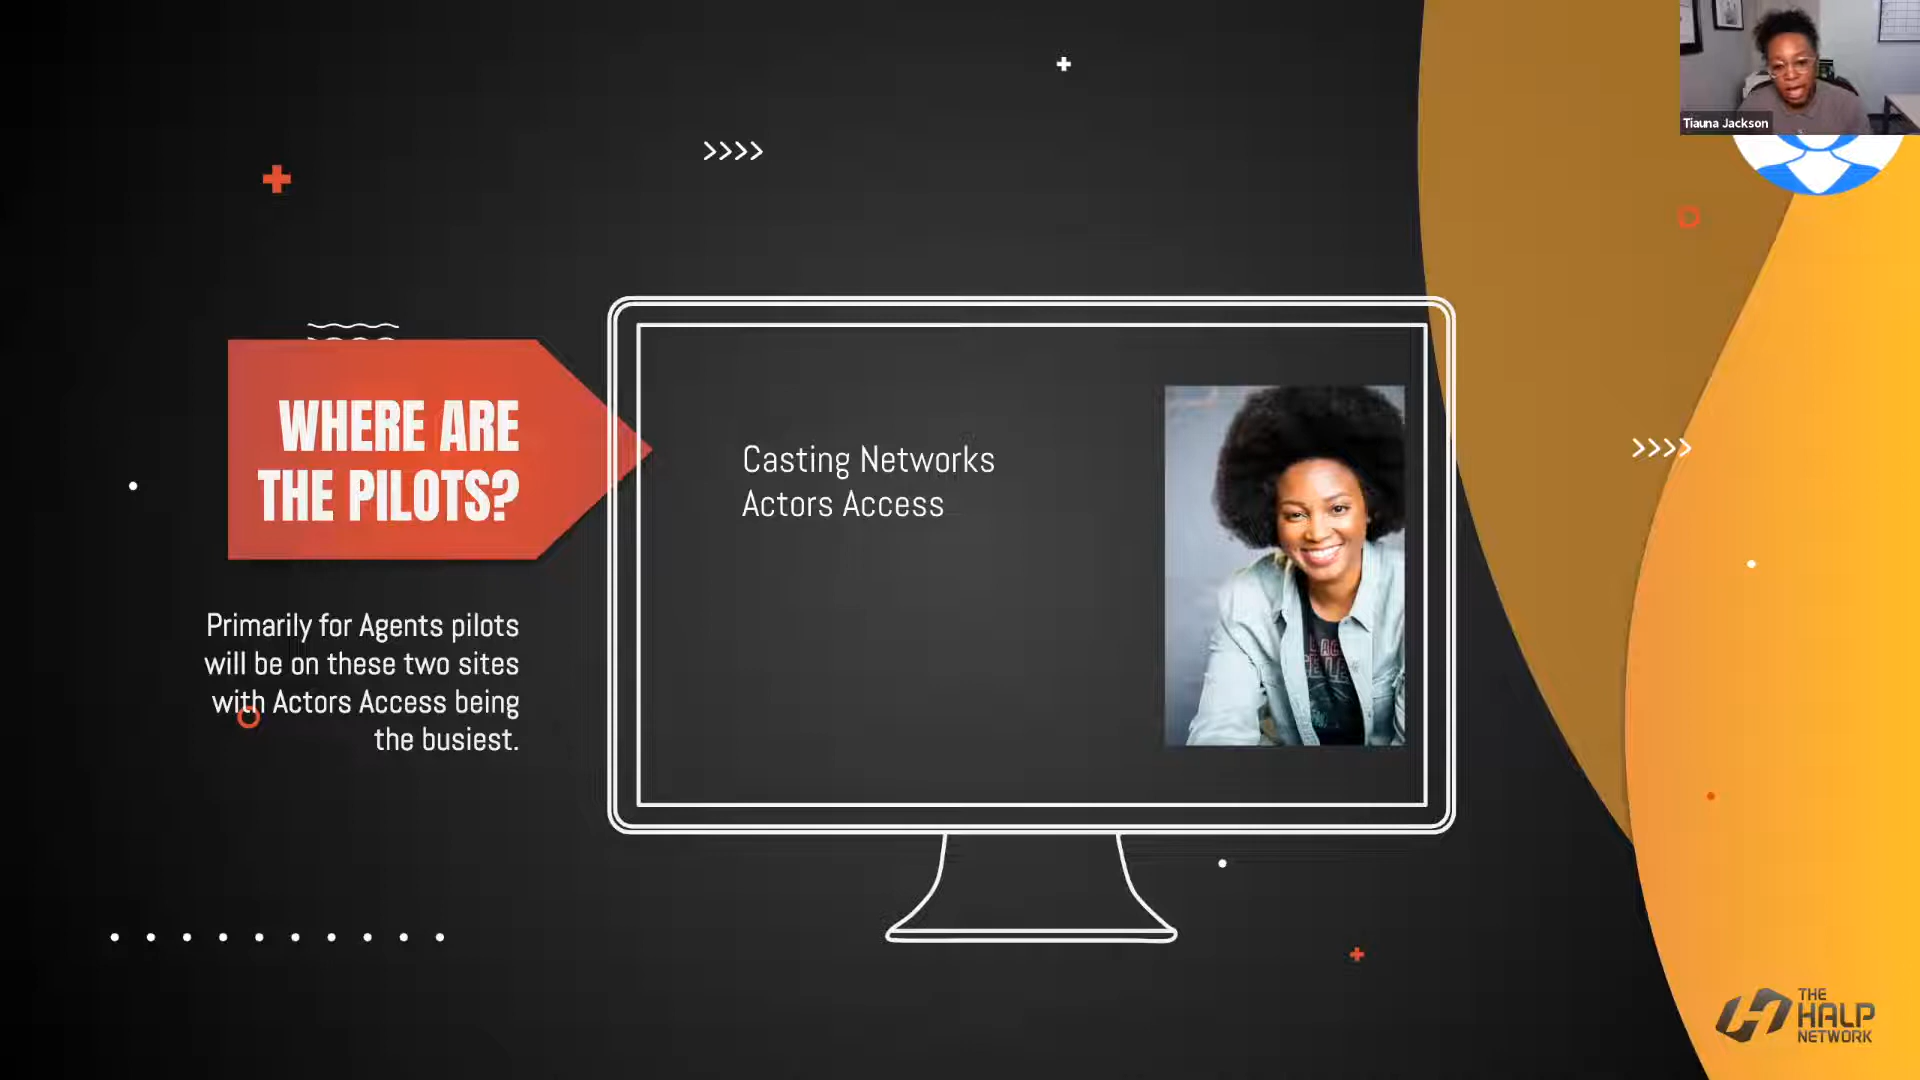 Tiauna Jackson
WHERE ARE
THE PILOTS?
Casting Networks
Actors Access
Primarily for Agents pilots
will be on these two sites
with Actors Access being
the busiest.
THE
HALP
NETWORK